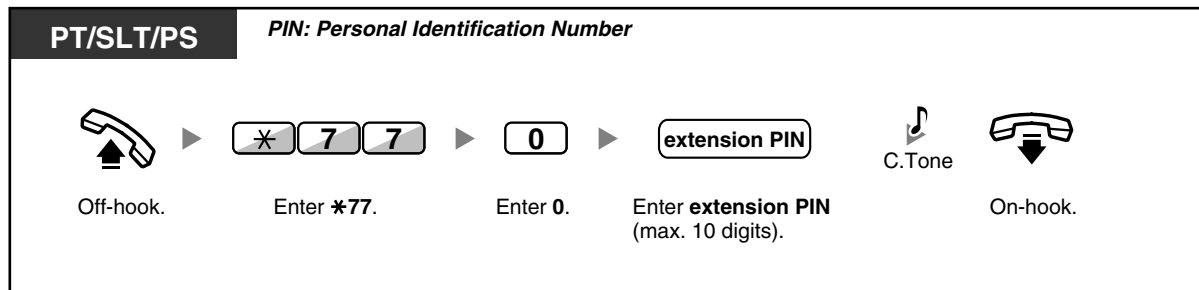 PT/SLT/PS
PIN: Personal Identification Number
✱ 7 7
0
extension PIN
C.Tone
Off-hook.
Enter ✱77.
Enter 0.
Enter extension PIN
(max. 10 digits).
On-hook.